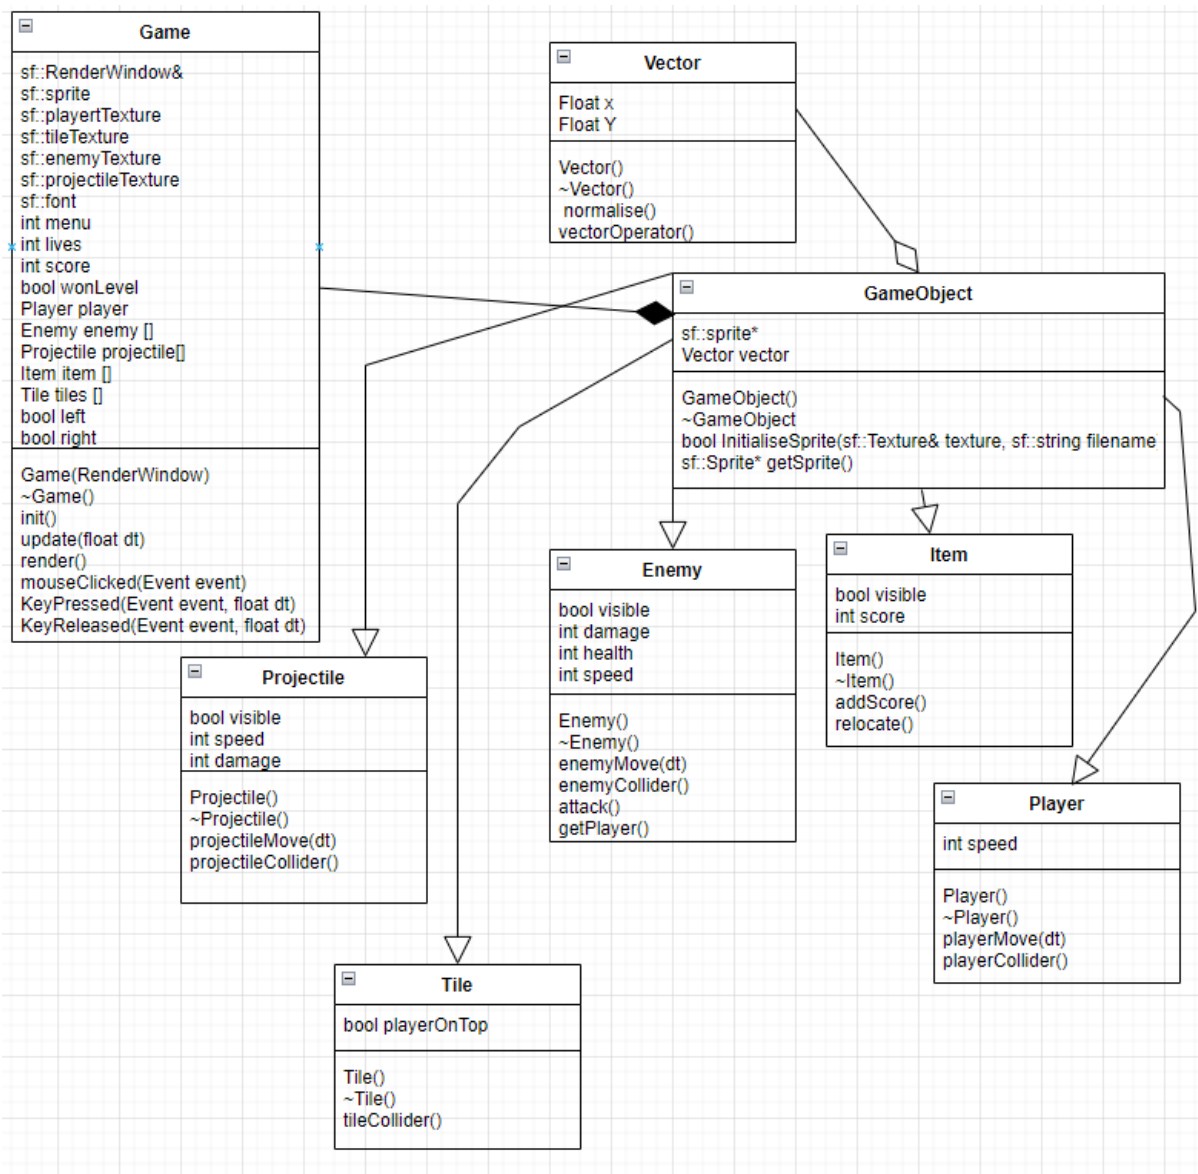 Game
sf::RenderWindow&
sf::sprite
sf::playertTexture
sf::tileTexture
sf::enemyTexture
sf::projectileTexture
sf::font
int menu
int lives
int score
bool wonLevel
Player player
Enemy enemy []
Projectile projectile[]
Item item []
Tile tiles []
bool left
bool right
Game(RenderWindow)
~Game()
init()
update(float dt)
render()
mouseClicked(Event event)
KeyPressed(Event event, float dt)
KeyReleased(Event event, float dt)
Vector
Float x
Float Y
Vector()
~Vector()
normalise()
vectorOperator()
GameObject
sf::sprite*
Vector vector
GameObject()
~GameObject
bool InitialiseSprite(sf::Texture& texture, sf::string filename
sf::Sprite* getSprite()
Projectile
bool visible
int speed
int damage
Projectile()
~Projectile()
projectileMove(dt)
projectileCollider()
Enemy
bool visible
int damage
int health
int speed
Enemy()
~Enemy()
enemyMove(dt)
enemyCollider()
attack()
getPlayer()
Item
bool visible
int score
Item()
~Item()
addScore()
relocate()
Player
int speed
Player()
~Player()
playerMove(dt)
playerCollider()
Tile
bool playerOnTop
Tile()
~Tile()
tileCollider()